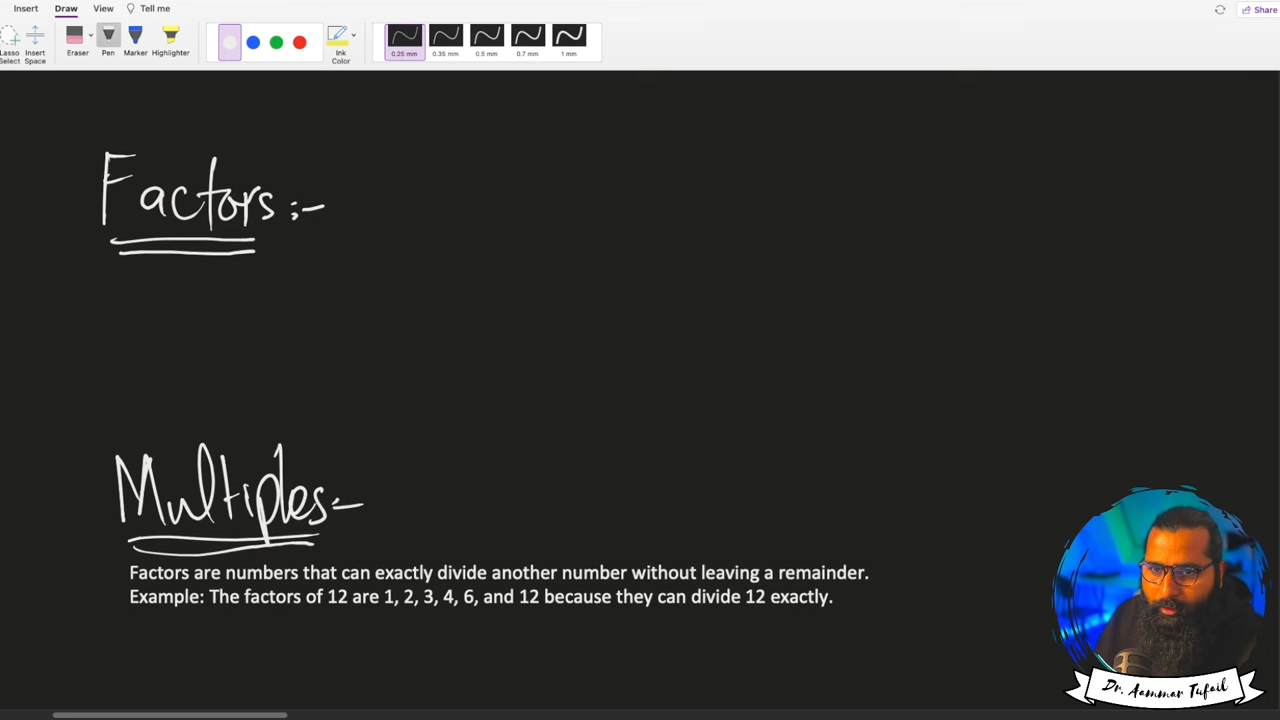 Insert Draw View Tell me Share
Lasso Select
Insert Space
Eraser
Pen
Marker
Highlighter
Ink Color
0.25 mm 0.35 mm 0.5 mm 0.7 mm 1 mm
Factors :-
Multiples:-
Factors are numbers that can exactly divide another number without leaving a remainder.
Example: The factors of 12 are 1, 2, 3, 4, 6, and 12 because they can divide 12 exactly.
Dr. Aammar Tufail